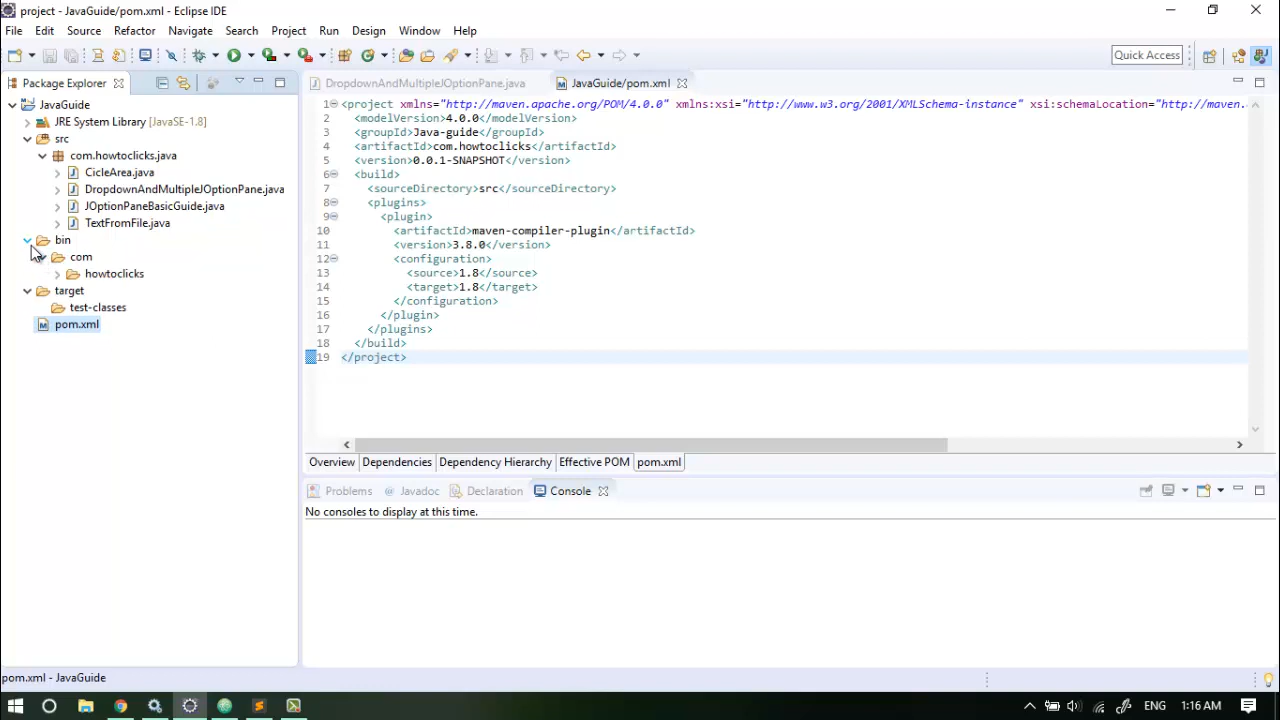 project - JavaGuide/pom.xml - Eclipse IDE
File Edit Source Refactor Navigate Search Project Run Design Window Help
Quick Access
Package Explorer
DropdownAndMultipleJOptionPane.java JavaGuide/pom.xml
JavaGuide
JRE System Library [JavaSE-1.8]
src
com.howtoclicks.java
CicleArea.java
DropdownAndMultipleJOptionPane.java
JOptionPaneBasicGuide.java
TextFromFile.java
bin
com
howtoclicks
target
test-classes
pom.xml
1 <project xmlns="http://maven.apache.org/POM/4.0.0" xmlns:xsi="http://www.w3.org/2001/XMLSchema-instance" xsi:schemaLocation="http://maven.
2 <modelVersion>4.0.0</modelVersion>
3 <groupId>Java-guide</groupId>
4 <artifactId>com.howtoclicks</artifactId>
5 <version>0.0.1-SNAPSHOT</version>
6 <build>
7 <sourceDirectory>src</sourceDirectory>
8 <plugins>
9 <plugin>
10 <artifactId>maven-compiler-plugin</artifactId>
11 <version>3.8.0</version>
12 <configuration>
13 <source>1.8</source>
14 <target>1.8</target>
15 </configuration>
16 </plugin>
17 </plugins>
18 </build>
19 </project>
Overview Dependencies Dependency Hierarchy Effective POM pom.xml
Problems @ Javadoc Declaration Console
No consoles to display at this time.
pom.xml - JavaGuide
ENG 1:16 AM